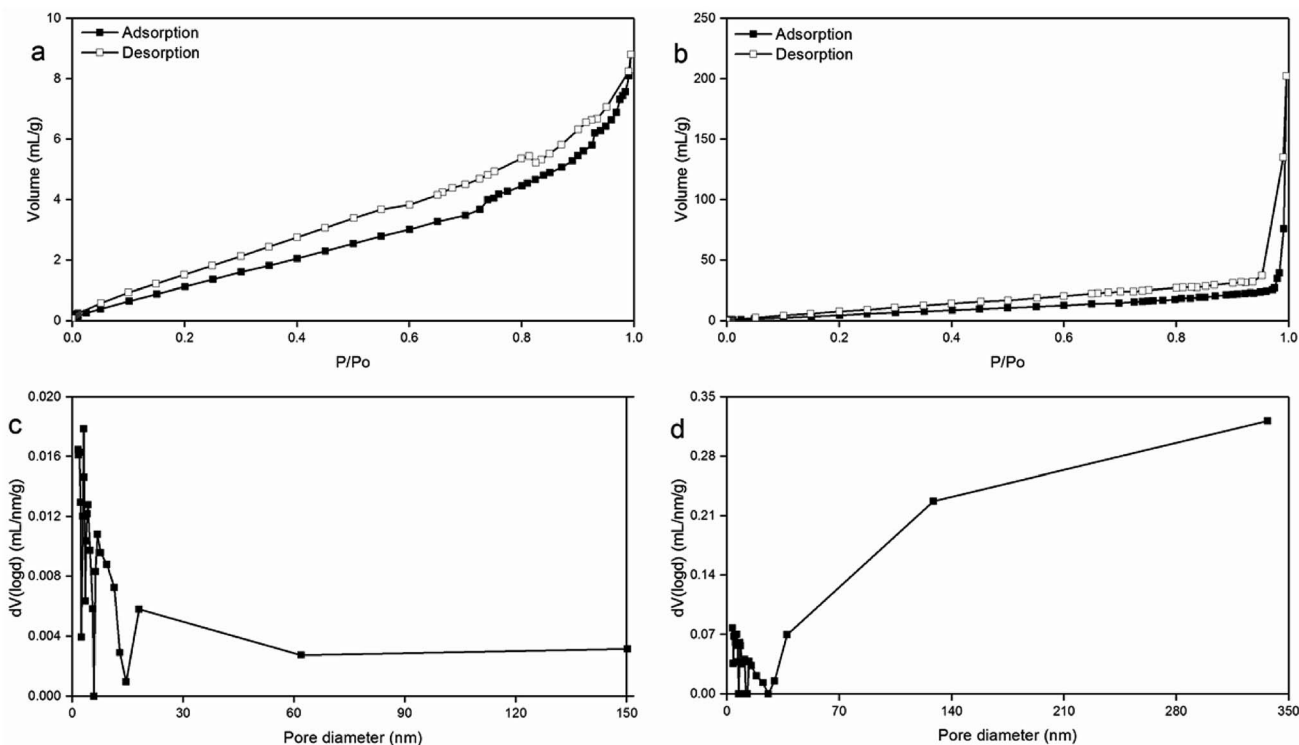 a
Adsorption
Desorption
10
8
6
4
2
0
Volume (mL/g)
0.0 0.2 0.4 0.6 0.8 1.0
P/Po
b
Adsorption
Desorption
250
200
150
100
50
0
Volume (mL/g)
0.0 0.2 0.4 0.6 0.8 1.0
P/Po
c
0.020
0.016
0.012
0.008
0.004
0.000
dV(logd) (mL/nm/g)
0 30 60 90 120 150
Pore diameter (nm)
d
0.35
0.28
0.21
0.14
0.07
0.00
dV(logd) (mL/nm/g)
0 70 140 210 280 350
Pore diameter (nm)